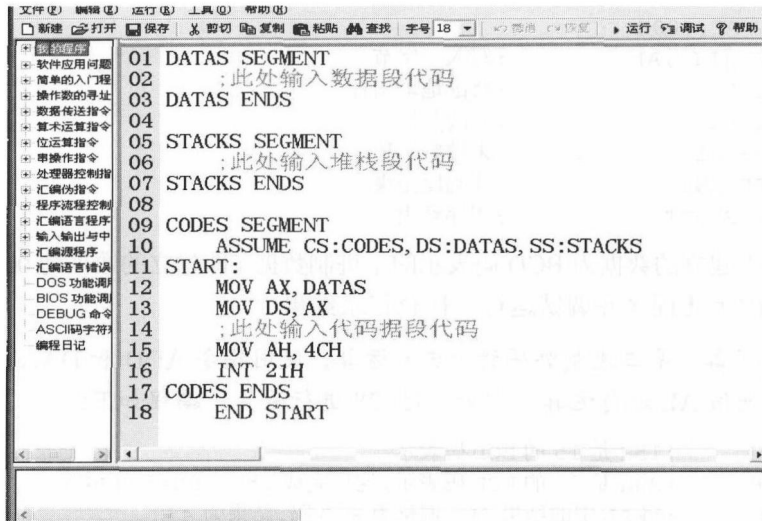 文件(F) 编辑(E) 运行(R) 工具(O) 帮助(H)
新建 打开 保存 剪切 复制 粘贴 查找 字号 18 撤消 恢复 运行 调试 帮助
我的程序
软件应用问题
简单的入门程
操作数的寻址
数据传送指令
算术运算指令
位运算指令
串操作指令
处理器控制指
汇编伪指令
程序流程控制
汇编语言程序
输入输出与中
汇编源程序
汇编语言错误
DOS 功能调用
BIOS 功能调用
DEBUG 命令
ASCII码字符
编程日记
01 DATAS SEGMENT
02 ;此处输入数据段代码
03 DATAS ENDS
04
05 STACKS SEGMENT
06 ;此处输入堆栈段代码
07 STACKS ENDS
08
09 CODES SEGMENT
10 ASSUME CS:CODES,DS:DATAS,SS:STACKS
11 START:
12 MOV AX,DATAS
13 MOV DS,AX
14 ;此处输入代码据段代码
15 MOV AH,4CH
16 INT 21H
17 CODES ENDS
18 END START